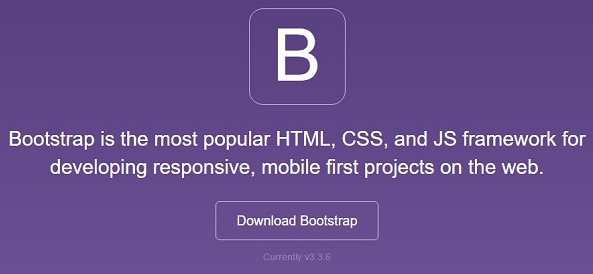 B
Bootstrap is the most popular HTML, CSS, and JS framework for
developing responsive, mobile first projects on the web.
Download Bootstrap
Currently v3.3.6